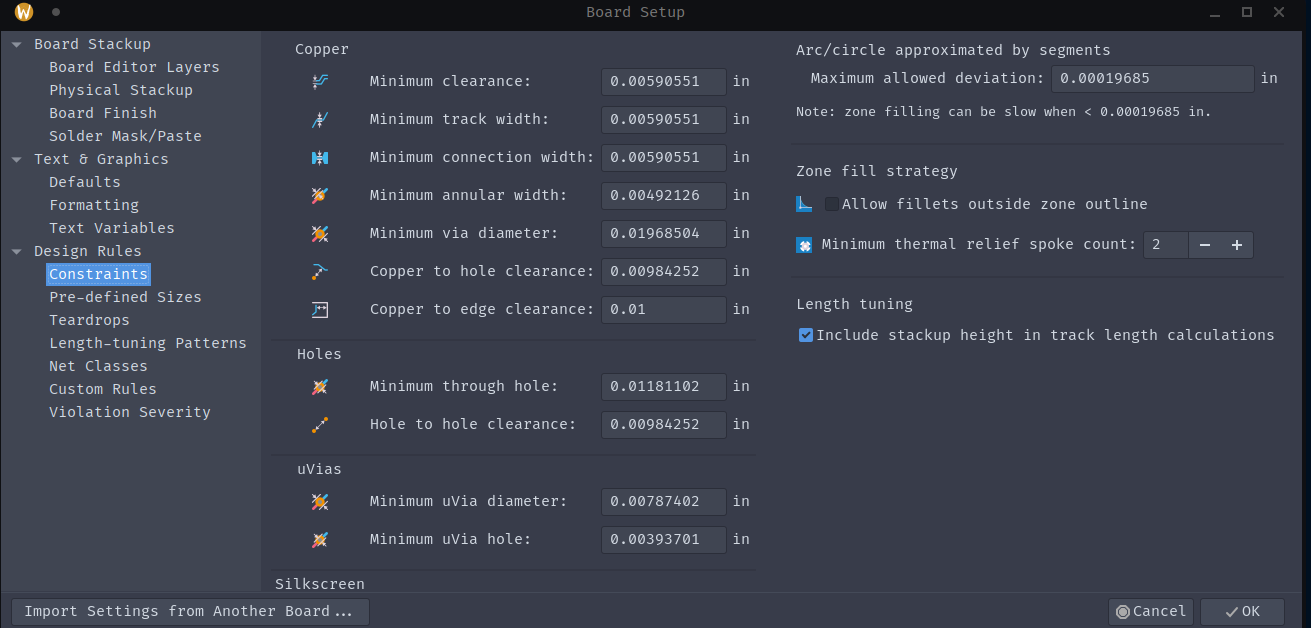 W
Board Setup
Board Stackup
Board Editor Layers
Physical Stackup
Board Finish
Solder Mask/Paste
Text & Graphics
Defaults
Formatting
Text Variables
Design Rules
Constraints
Pre-defined Sizes
Teardrops
Length-tuning Patterns
Net Classes
Custom Rules
Violation Severity
Copper
Minimum clearance: 0.00590551 in
Minimum track width: 0.00590551 in
Minimum connection width: 0.00590551 in
Minimum annular width: 0.00492126 in
Minimum via diameter: 0.01968504 in
Copper to hole clearance: 0.00984252 in
Copper to edge clearance: 0.01 in
Holes
Minimum through hole: 0.01181102 in
Hole to hole clearance: 0.00984252 in
uVias
Minimum uVia diameter: 0.00787402 in
Minimum uVia hole: 0.00393701 in
Silkscreen
Arc/circle approximated by segments
Maximum allowed deviation: 0.00019685 in
Note: zone filling can be slow when < 0.00019685 in.
Zone fill strategy
Allow fillets outside zone outline
Minimum thermal relief spoke count: 2 − +
Length tuning
Include stackup height in track length calculations
Import Settings from Another Board...
Cancel
OK